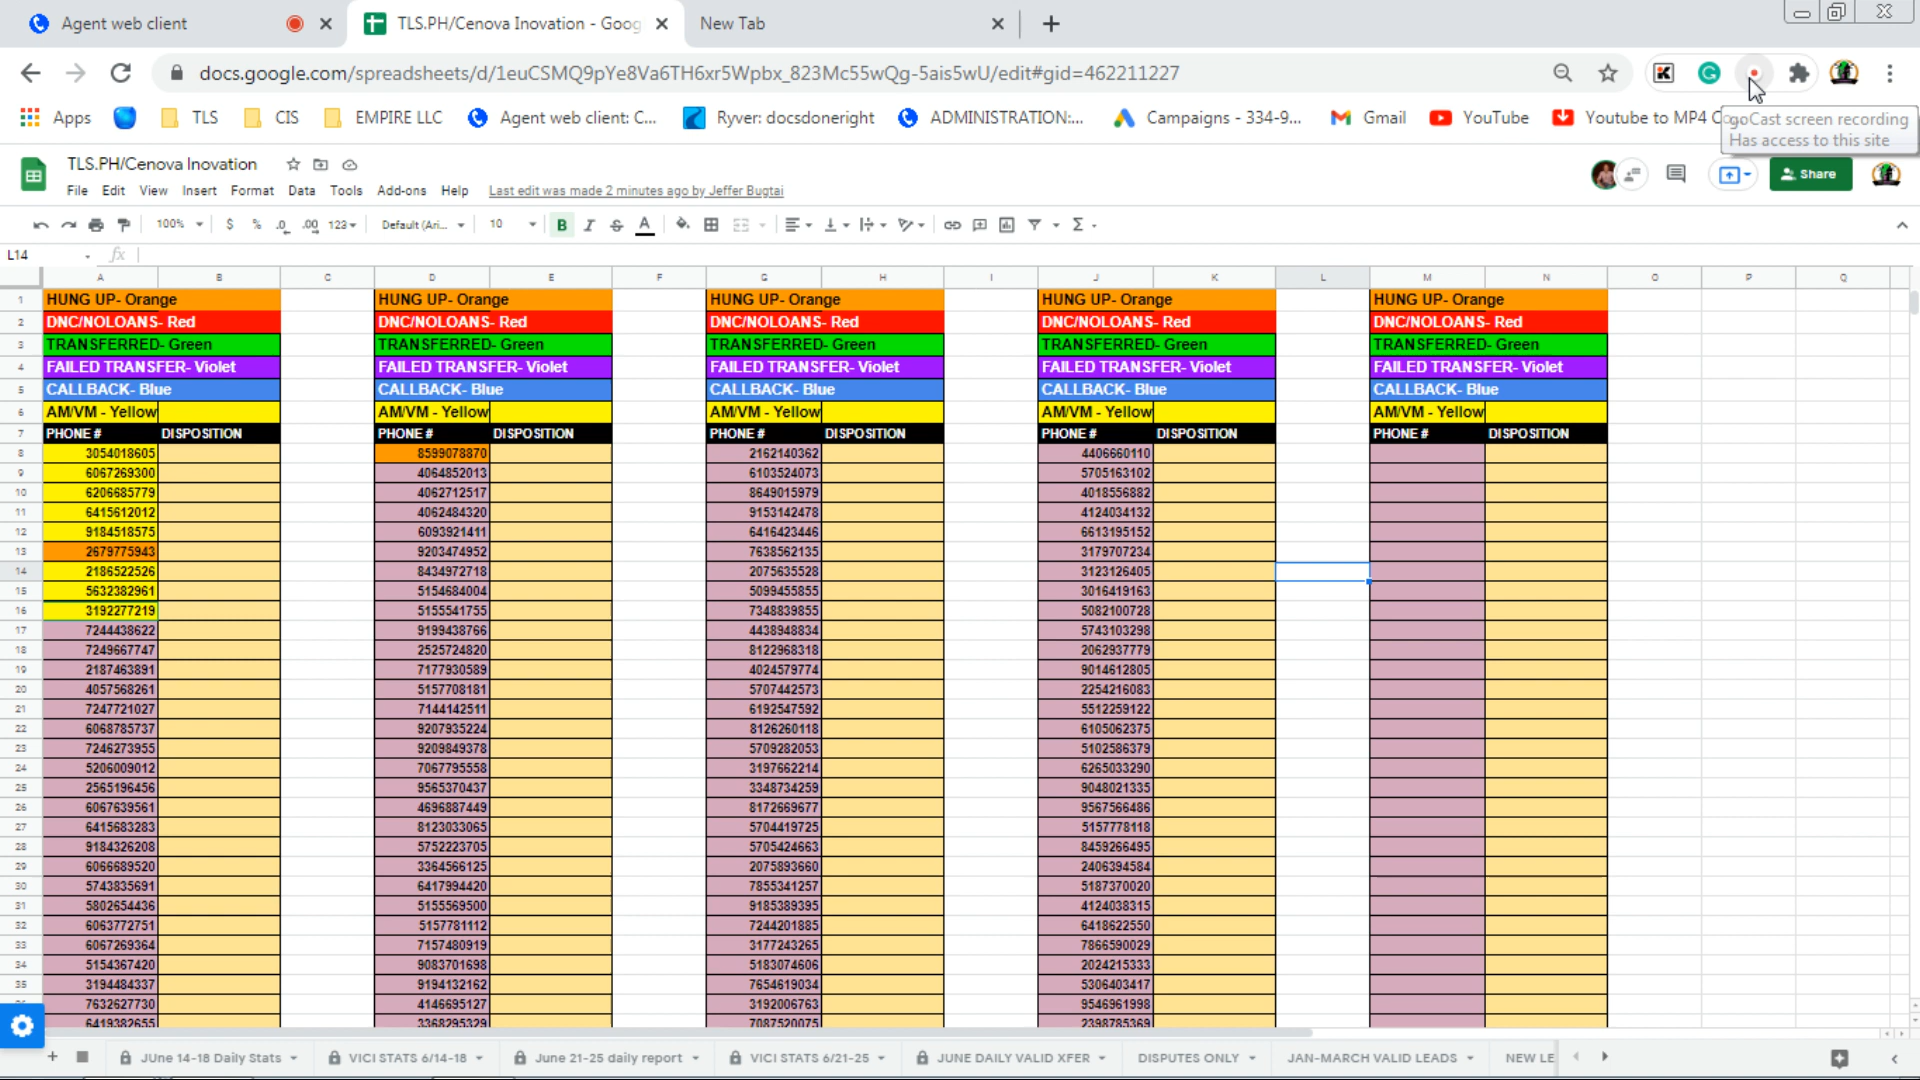 Agent web client
TLS.PH/Cenova Inovation - Goog
New Tab
docs.google.com/spreadsheets/d/1euCSMQ9pYe8Va6TH6xr5Wpbx_823Mc55wQg-5ais5wU/edit#gid=462211227
Apps TLS CIS EMPIRE LLC Agent web client: C... Ryver: docsdoneright ADMINISTRATION:... Campaigns - 334-9... Gmail YouTube Youtube to MP4
goCast screen recording
Has access to this site
TLS.PH/Cenova Inovation
File Edit View Insert Format Data Tools Add-ons Help Last edit was made 2 minutes ago by Jeffer Bugtai
Share
100% $ % .0 .00 123 Default (Ari... 10 B I S A
L14 fx
A B C D E F G H I J K L M N O P Q
1 HUNG UP- Orange HUNG UP- Orange HUNG UP- Orange HUNG UP- Orange HUNG UP- Orange
2 DNC/NOLOANS- Red DNC/NOLOANS- Red DNC/NOLOANS- Red DNC/NOLOANS- Red DNC/NOLOANS- Red
3 TRANSFERRED- Green TRANSFERRED- Green TRANSFERRED- Green TRANSFERRED- Green TRANSFERRED- Green
4 FAILED TRANSFER- Violet FAILED TRANSFER- Violet FAILED TRANSFER- Violet FAILED TRANSFER- Violet FAILED TRANSFER- Violet
5 CALLBACK- Blue CALLBACK- Blue CALLBACK- Blue CALLBACK- Blue CALLBACK- Blue
6 AM/VM - Yellow AM/VM - Yellow AM/VM - Yellow AM/VM - Yellow AM/VM - Yellow
7 PHONE # DISPOSITION PHONE # DISPOSITION PHONE # DISPOSITION PHONE # DISPOSITION PHONE # DISPOSITION
8 3054018605 8599078870 2162140362 4406660110
9 6067269300 4064852013 6103524073 5705163102
10 6206685779 4062712517 8649015979 4018556882
11 6415612012 4062484320 9153142478 4124034132
12 9184518575 6093921411 6416423446 6613195152
13 2679775943 9203474952 7638562135 3179707234
14 2186522526 8434972718 2075635528 3123126405
15 5632382961 5154684004 5099455855 3016419163
16 3192277219 5155541755 7348839855 5082100728
17 7244438622 9199438766 4438948834 5743103298
18 7249667747 2525724820 8122968318 2062937779
19 2187463891 7177930589 4024579774 9014612805
20 4057568261 5157708181 5707442573 2254216083
21 7247721027 7144142511 6192547592 5512259122
22 6068785737 9207935224 8126260118 6105062375
23 7246273955 9209849378 5709282053 5102586379
24 5206009012 7067795558 3197662214 6265033290
25 2565196456 9565370437 3348734259 9048021335
26 6067639561 4696887449 8172669677 9567566486
27 6415683283 8123033065 5704419725 5157778118
28 9184326208 5752223705 5705424663 8459266495
29 6066689520 3364566125 2075893660 2406394584
30 5743835691 6417994420 7855341257 5187370020
31 5802654436 5155569500 9185389395 4124038315
32 6063772751 5157781112 7244201885 6418622550
33 6067269364 7157480919 3177243265 7866590029
34 5154367420 9083701698 5183074606 2024215333
35 3194484337 9194132162 7654619034 5306403417
7632627730 4146695127 3192006763 9546961998
6419382655 3368295329 7087520075 2398785369
JUne 14-18 Daily Stats VICI STATS 6/14-18 June 21-25 daily report VICI STATS 6/21-25 JUNE DAILY VALID XFER DISPUTES ONLY JAN-MARCH VALID LEADS NEW LE